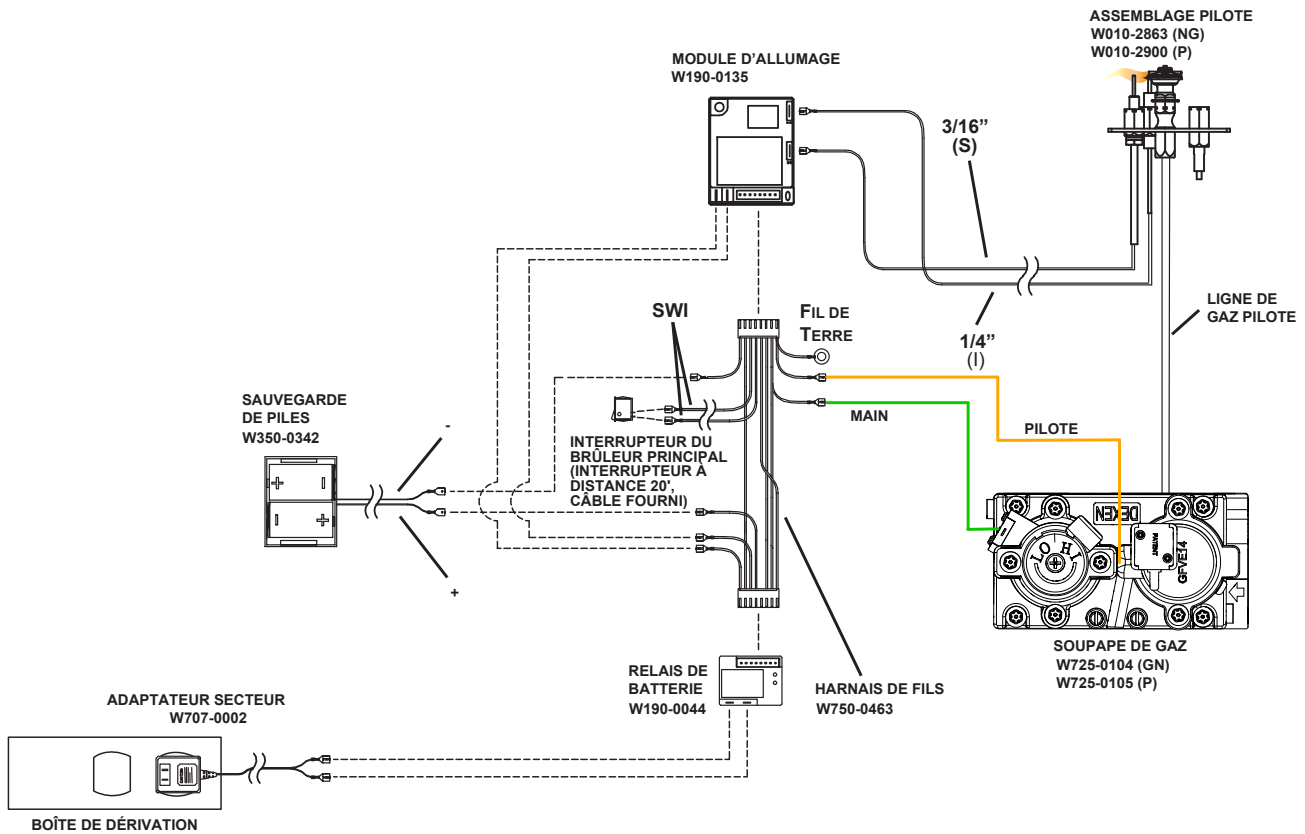 ASSEMBLAGE PILOTE
W010-2863 (NG)
W010-2900 (P)
MODULE D'ALLUMAGE
W190-0135
3/16"
(S)
LIGNE DE
GAZ PILOTE
SWI
FIL DE
TERRE
1/4"
(I)
SAUVEGARDE
DE PILES
W350-0342
-
+ -
- +
+
MAIN
PILOTE
INTERRUPTEUR DU
BRÛLEUR PRINCIPAL
(INTERRUPTEUR À
DISTANCE 20',
CÂBLE FOURNI)
DEXEN
LO HI
PATENT
GFVE14
SOUPAPE DE GAZ
W725-0104 (GN)
W725-0105 (P)
RELAIS DE
BATTERIE
W190-0044
HARNAIS DE FILS
W750-0463
ADAPTATEUR SECTEUR
W707-0002
BOÎTE DE DÉRIVATION